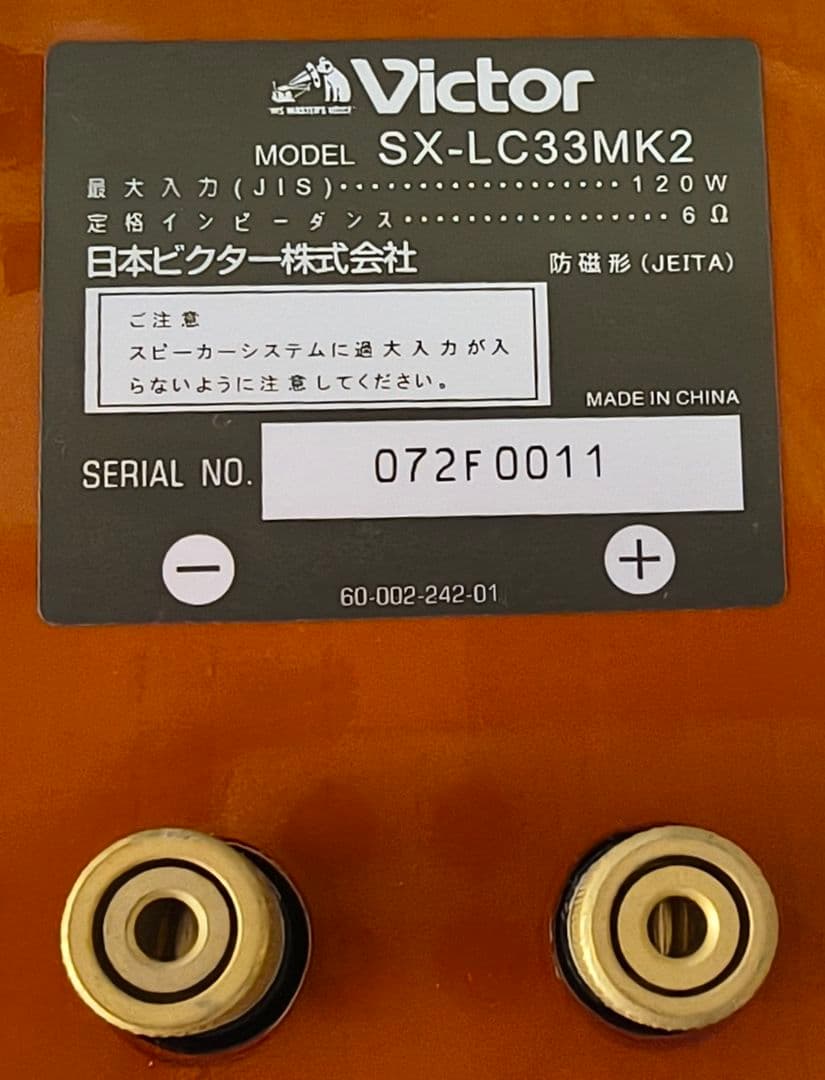 HIS MASTER'S VOICE
Victor
MODEL SX-LC33MK2
最大入力(JIS)····················120W
定格インピーダンス··················6Ω
日本ビクター株式会社 防磁形(JEITA)
ご注意
スピーカーシステムに過大入力が入
らないように注意してください。
MADE IN CHINA
SERIAL NO. 072F0011
− +
60-002-242-01